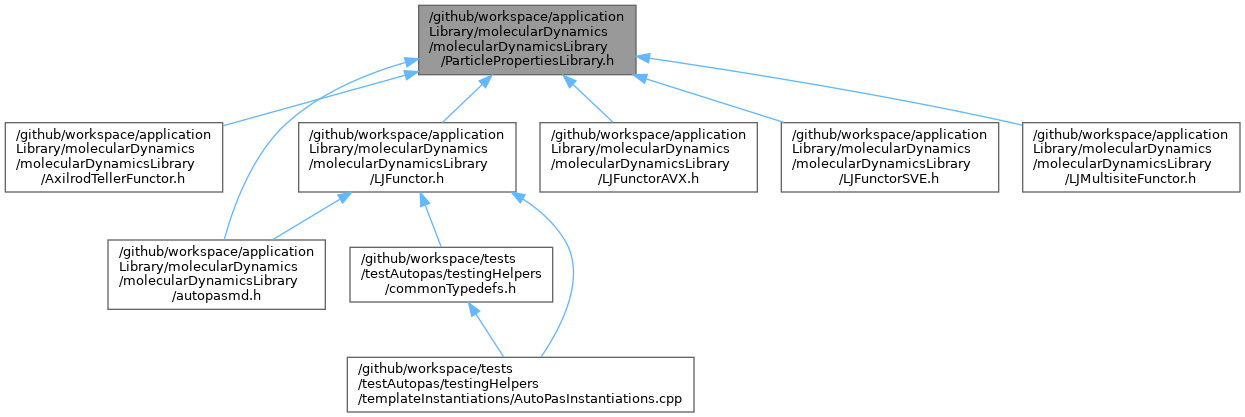 /github/workspace/application
Library/molecularDynamics
/molecularDynamicsLibrary
/ParticlePropertiesLibrary.h
/github/workspace/application
Library/molecularDynamics
/molecularDynamicsLibrary
/AxilrodTellerFunctor.h
/github/workspace/application
Library/molecularDynamics
/molecularDynamicsLibrary
/LJFunctor.h
/github/workspace/application
Library/molecularDynamics
/molecularDynamicsLibrary
/LJFunctorAVX.h
/github/workspace/application
Library/molecularDynamics
/molecularDynamicsLibrary
/LJFunctorSVE.h
/github/workspace/application
Library/molecularDynamics
/molecularDynamicsLibrary
/LJMultisiteFunctor.h
/github/workspace/application
Library/molecularDynamics
/molecularDynamicsLibrary
/autopasmd.h
/github/workspace/tests
/testAutopas/testingHelpers
/commonTypedefs.h
/github/workspace/tests
/testAutopas/testingHelpers
/templateInstantiations/AutoPasInstantiations.cpp